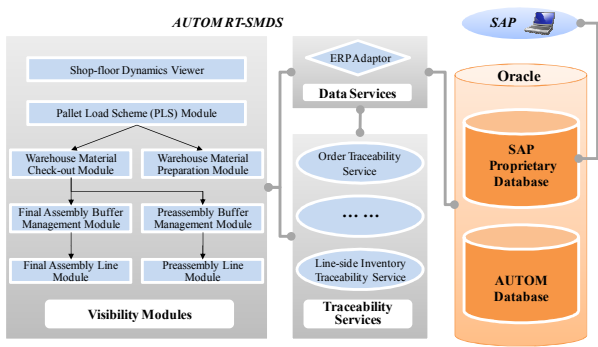 AUTOM RT-SMDS
SAP
Shop-floor Dynamics Viewer
Pallet Load Scheme (PLS) Module
Warehouse Material
Check-out Module
Warehouse Material
Preparation Module
Final Assembly Buffer
Management Module
Preassembly Buffer
Management Module
Final Assembly Line
Module
Preassembly Line
Module
Visibility Modules
ERP Adaptor
Data Services
Order Traceability
Service
... ...
Line-side Inventory
Traceability Service
Traceability
Services
Oracle
SAP
Proprietary
Database
AUTOM
Database